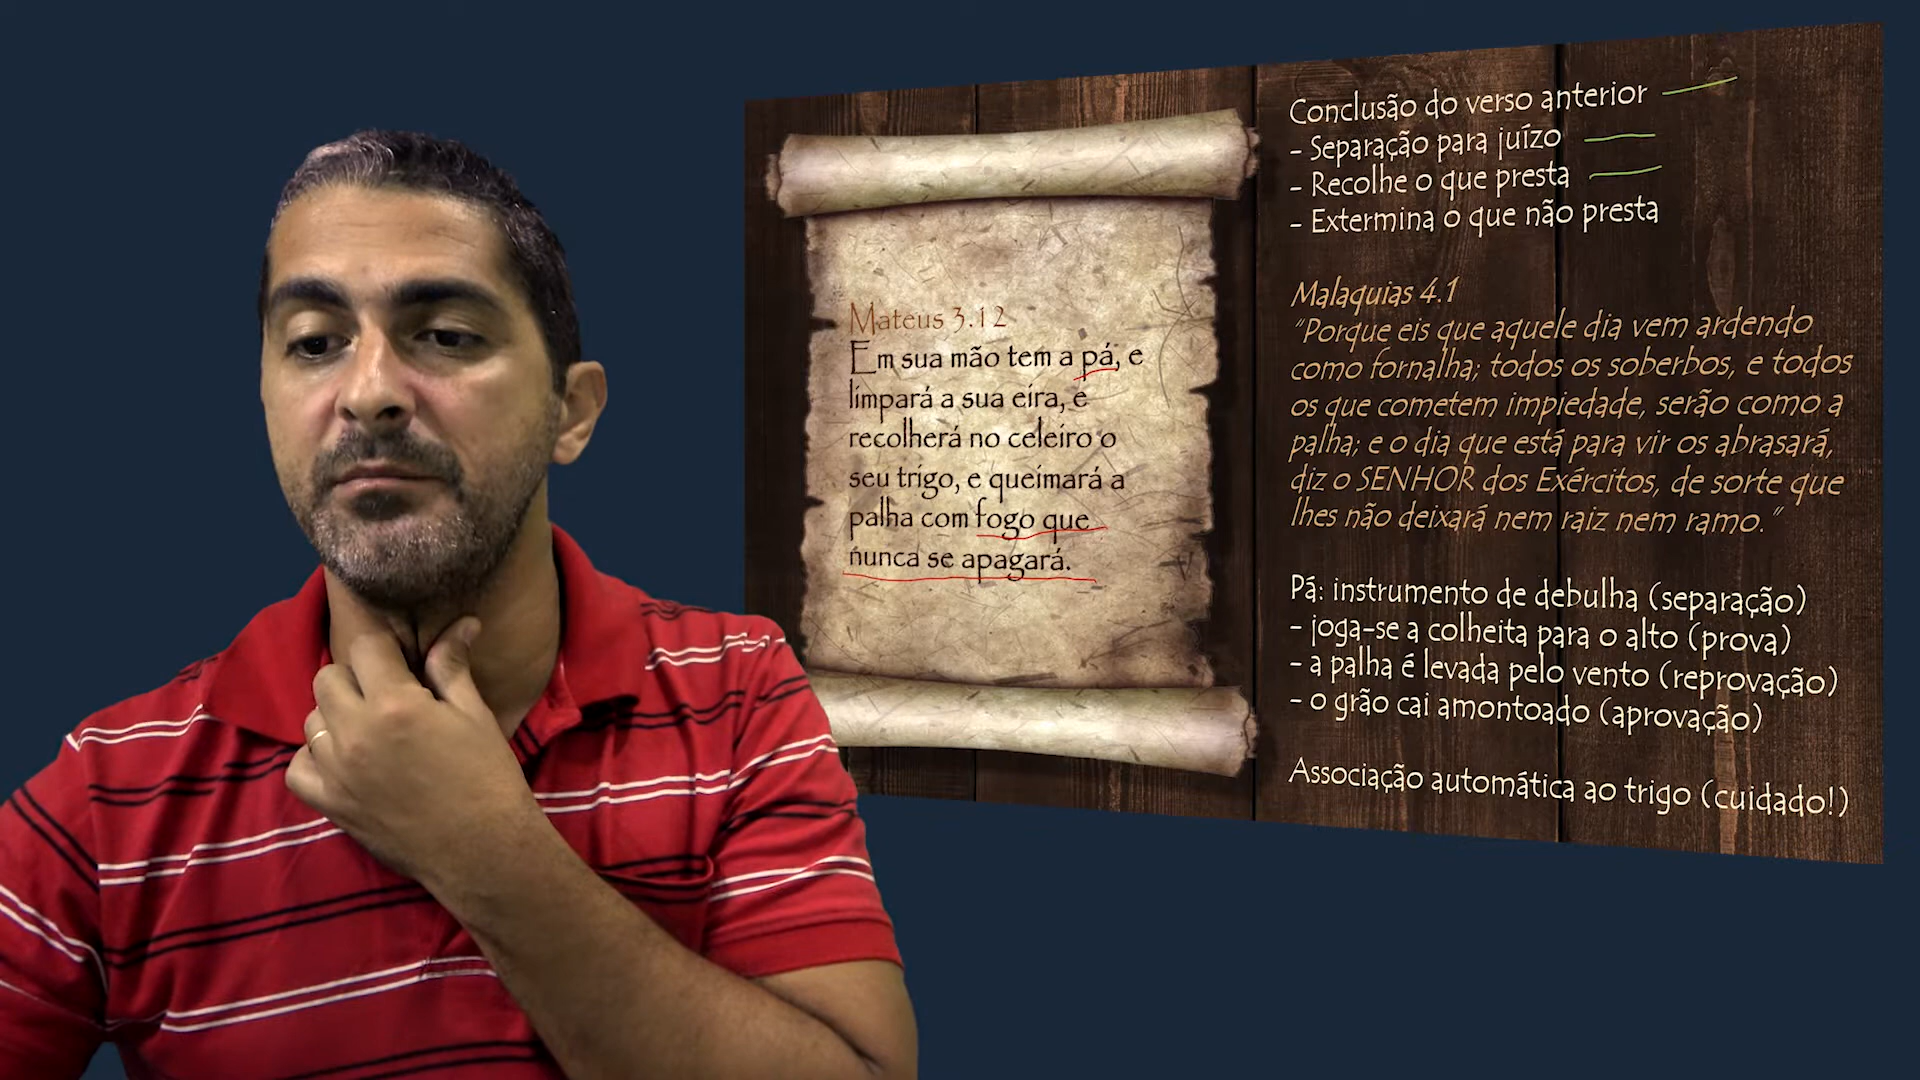 Mateus 3.12
Em sua mão tem a pá, e
limpará a sua eira, e
recolherá no celeiro o
seu trigo, e queimará a
palha com fogo que
nunca se apagará.
Conclusão do verso anterior
- Separação para juízo
- Recolhe o que presta
- Extermina o que não presta
Malaquias 4.1
“Porque eis que aquele dia vem ardendo
como fornalha; todos os soberbos, e todos
os que cometem impiedade, serão como a
palha; e o dia que está para vir os abrasará,
diz o SENHOR dos Exércitos, de sorte que
lhes não deixará nem raiz nem ramo.”
Pá: instrumento de debulha (separação)
- joga-se a colheita para o alto (prova)
- a palha é levada pelo vento (reprovação)
- o grão cai amontoado (aprovação)
Associação automática ao trigo (cuidado!)